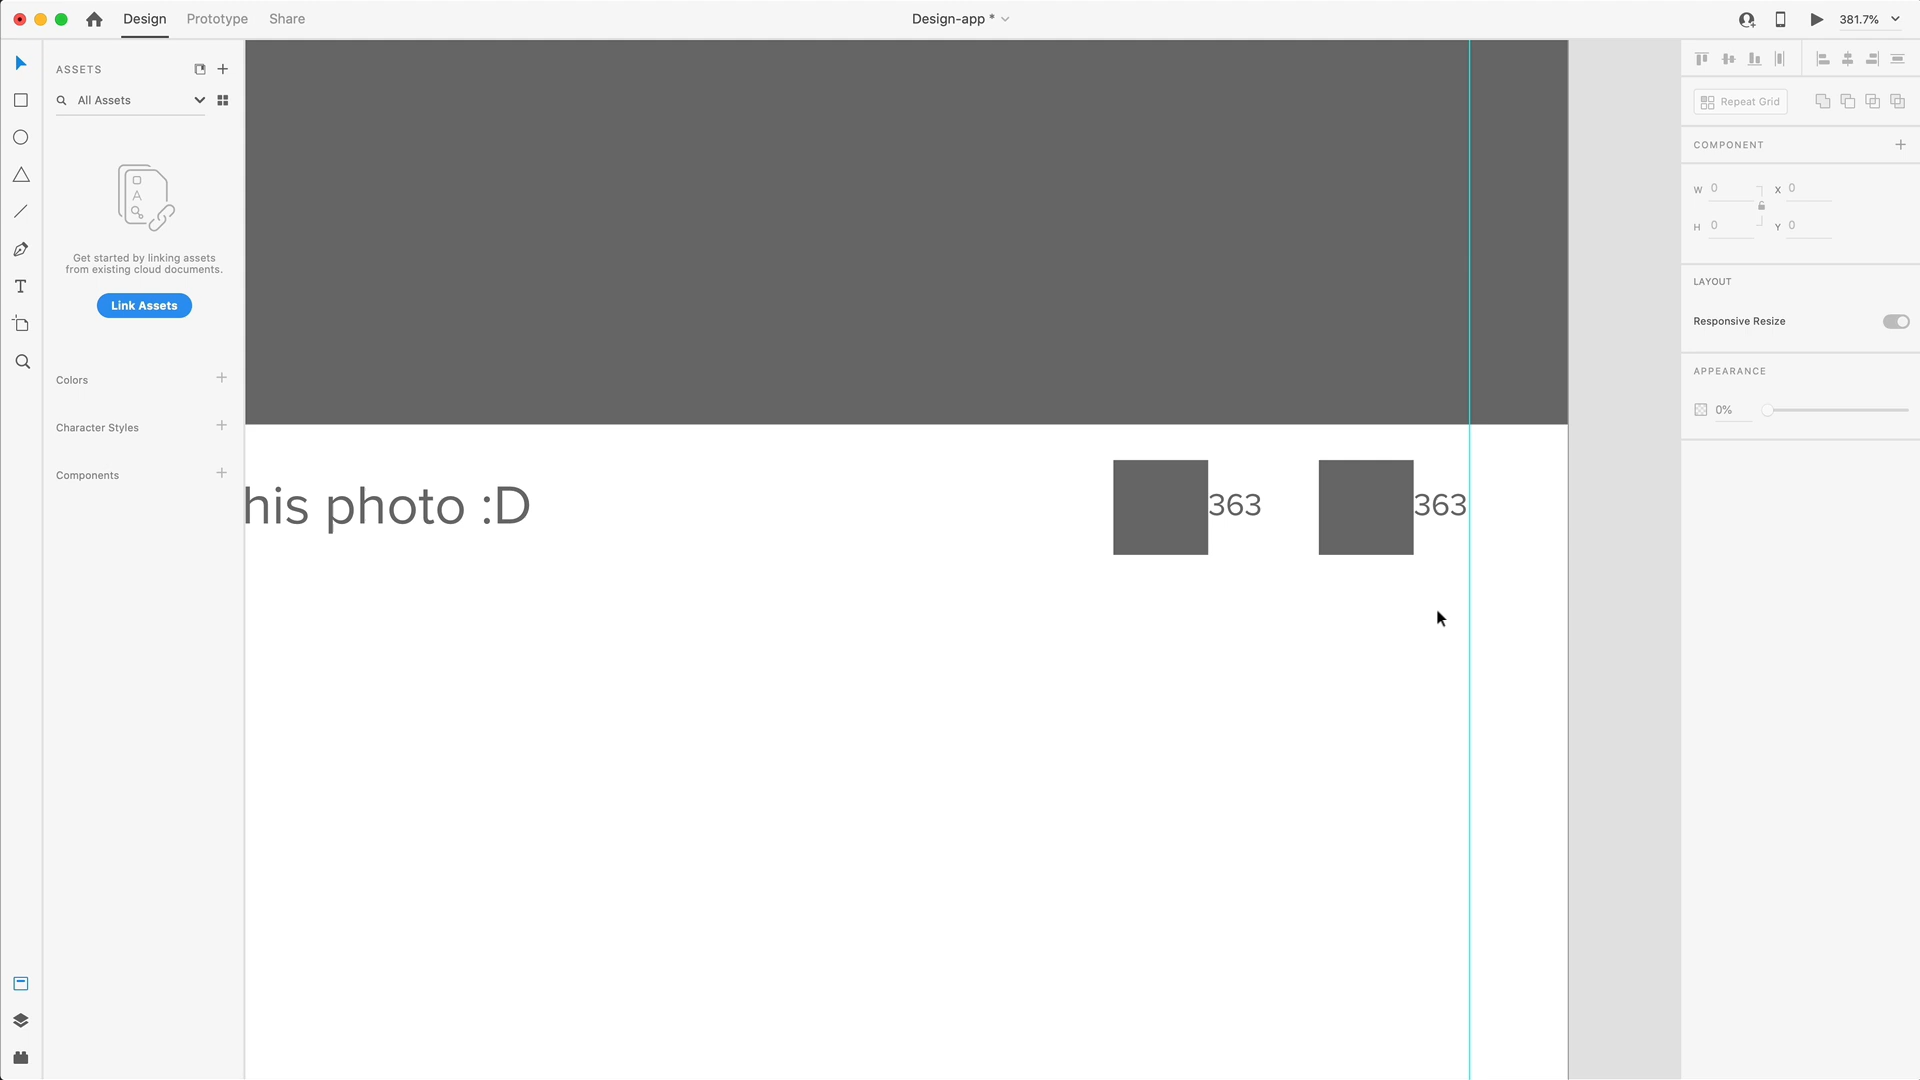 Design Prototype Share Design-app * 381.7%
ASSETS
All Assets
Repeat Grid
COMPONENT
W 0 X 0
H 0 Y 0
A
Get started by linking assets
from existing cloud documents.
Link Assets
LAYOUT
Responsive Resize
APPEARANCE
0%
Colors
Character Styles
Components
his photo :D 363 363